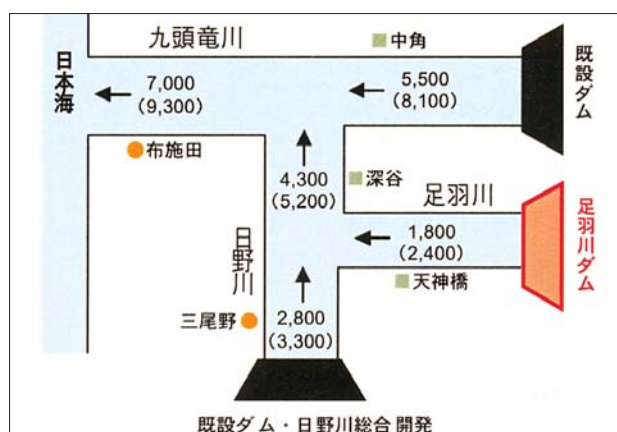 九頭竜川
中角
日本海
7,000
(9,300)
5,500
(8,100)
既設ダム
布施田
4,300
(5,200)
深谷
足羽川
1,800
(2,400)
足羽川ダム
日野川
天神橋
三尾野
2,800
(3,300)
既設ダム・日野川総合開発